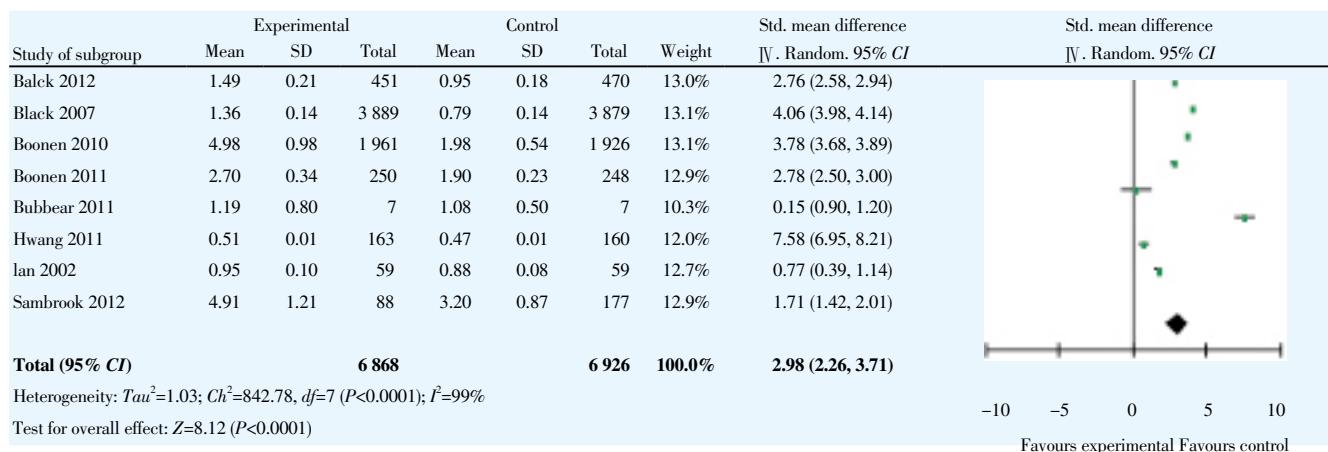 Experimental Control Std. mean difference Std. mean difference
Study of subgroup Mean SD Total Mean SD Total Weight Ⅳ. Random. 95% CI Ⅳ. Random. 95% CI
Balck 2012 1.49 0.21 451 0.95 0.18 470 13.0% 2.76 (2.58, 2.94)
Black 2007 1.36 0.14 3 889 0.79 0.14 3 879 13.1% 4.06 (3.98, 4.14)
Boonen 2010 4.98 0.98 1 961 1.98 0.54 1 926 13.1% 3.78 (3.68, 3.89)
Boonen 2011 2.70 0.34 250 1.90 0.23 248 12.9% 2.78 (2.50, 3.00)
Bubbear 2011 1.19 0.80 7 1.08 0.50 7 10.3% 0.15 (0.90, 1.20)
Hwang 2011 0.51 0.01 163 0.47 0.01 160 12.0% 7.58 (6.95, 8.21)
lan 2002 0.95 0.10 59 0.88 0.08 59 12.7% 0.77 (0.39, 1.14)
Sambrook 2012 4.91 1.21 88 3.20 0.87 177 12.9% 1.71 (1.42, 2.01)
Total (95% CI) 6 868 6 926 100.0% 2.98 (2.26, 3.71)
Heterogeneity: Tau²=1.03; Ch²=842.78, df=7 (P<0.0001); I²=99%
Test for overall effect: Z=8.12 (P<0.0001)
−10 −5 0 5 10
Favours experimental Favours control